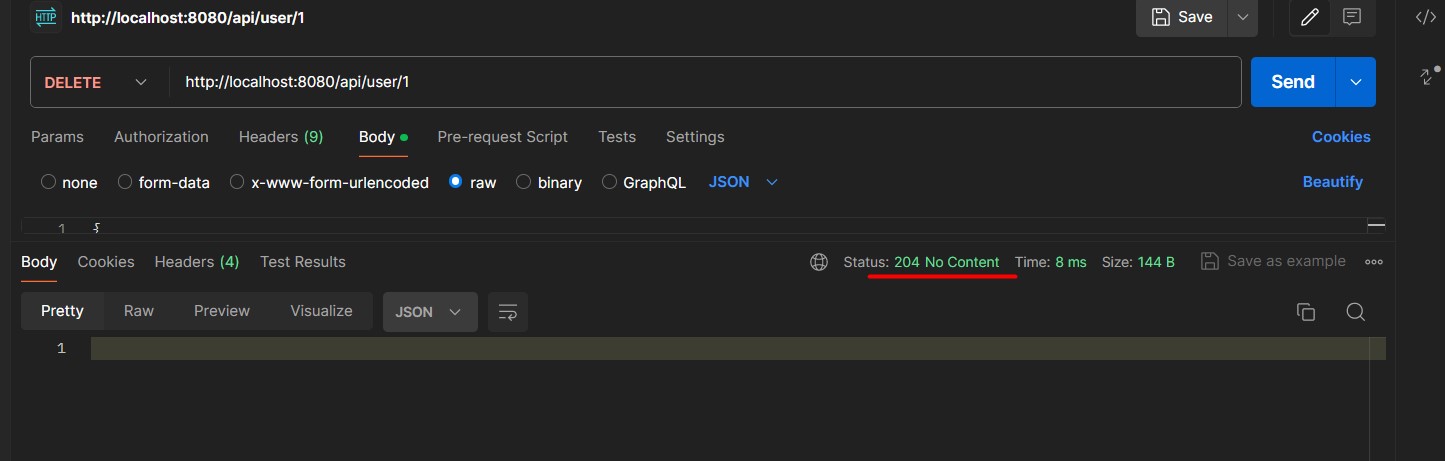 HTTP http://localhost:8080/api/user/1 Save
DELETE http://localhost:8080/api/user/1 Send
Params Authorization Headers (9) Body Pre-request Script Tests Settings Cookies
none form-data x-www-form-urlencoded raw binary GraphQL JSON Beautify
1 {
Body Cookies Headers (4) Test Results Status: 204 No Content Time: 8 ms Size: 144 B Save as example
Pretty Raw Preview Visualize JSON
1